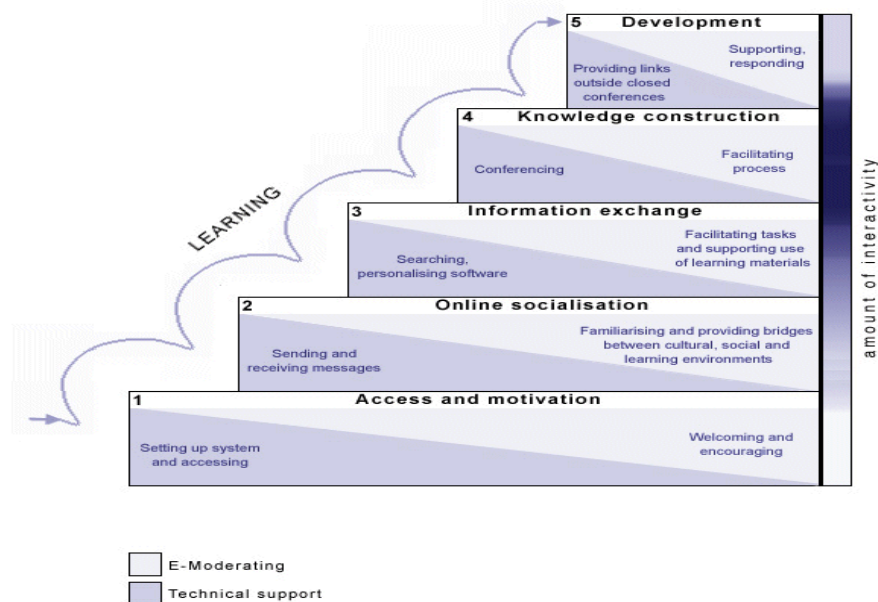 5 Development
Supporting,
responding
Providing links
outside closed
conferences
4 Knowledge construction
Facilitating
process
Conferencing
3 Information exchange
Facilitating tasks
and supporting use
of learning materials
Searching,
personalising software
2 Online socialisation
Familiarising and providing bridges
between cultural, social and
learning environments
Sending and
receiving messages
1 Access and motivation
Welcoming and
encouraging
Setting up system
and accessing
LEARNING
amount of interactivity
E-Moderating
Technical support